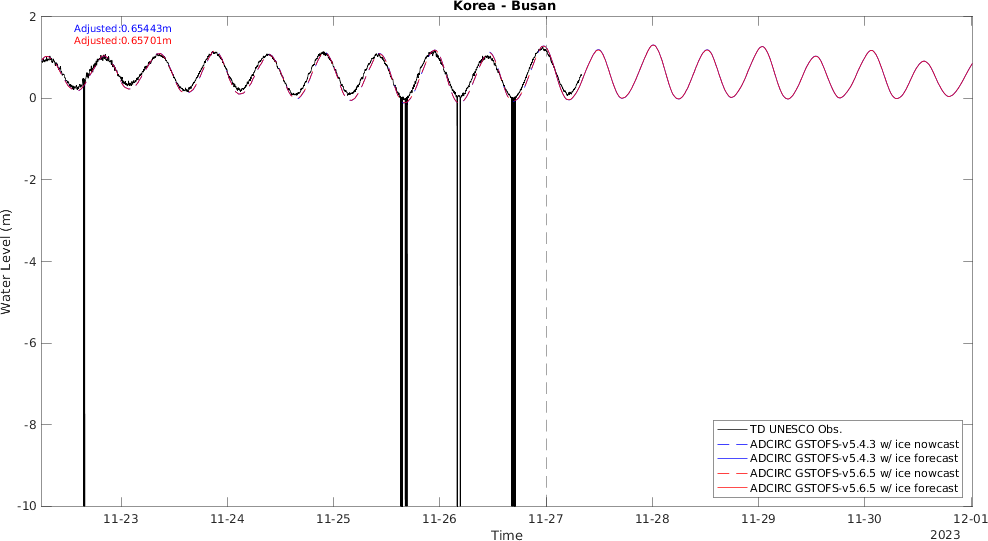 Korea - Busan
Adjusted:0.65443m
Adjusted:0.65701m
2
0
-2
-4
-6
-8
-10
Water Level (m)
TD UNESCO Obs.
ADCIRC GSTOFS-v5.4.3 w/ ice nowcast
ADCIRC GSTOFS-v5.4.3 w/ ice forecast
ADCIRC GSTOFS-v5.6.5 w/ ice nowcast
ADCIRC GSTOFS-v5.6.5 w/ ice forecast
11-23 11-24 11-25 11-26 11-27 11-28 11-29 11-30 12-01
Time
2023